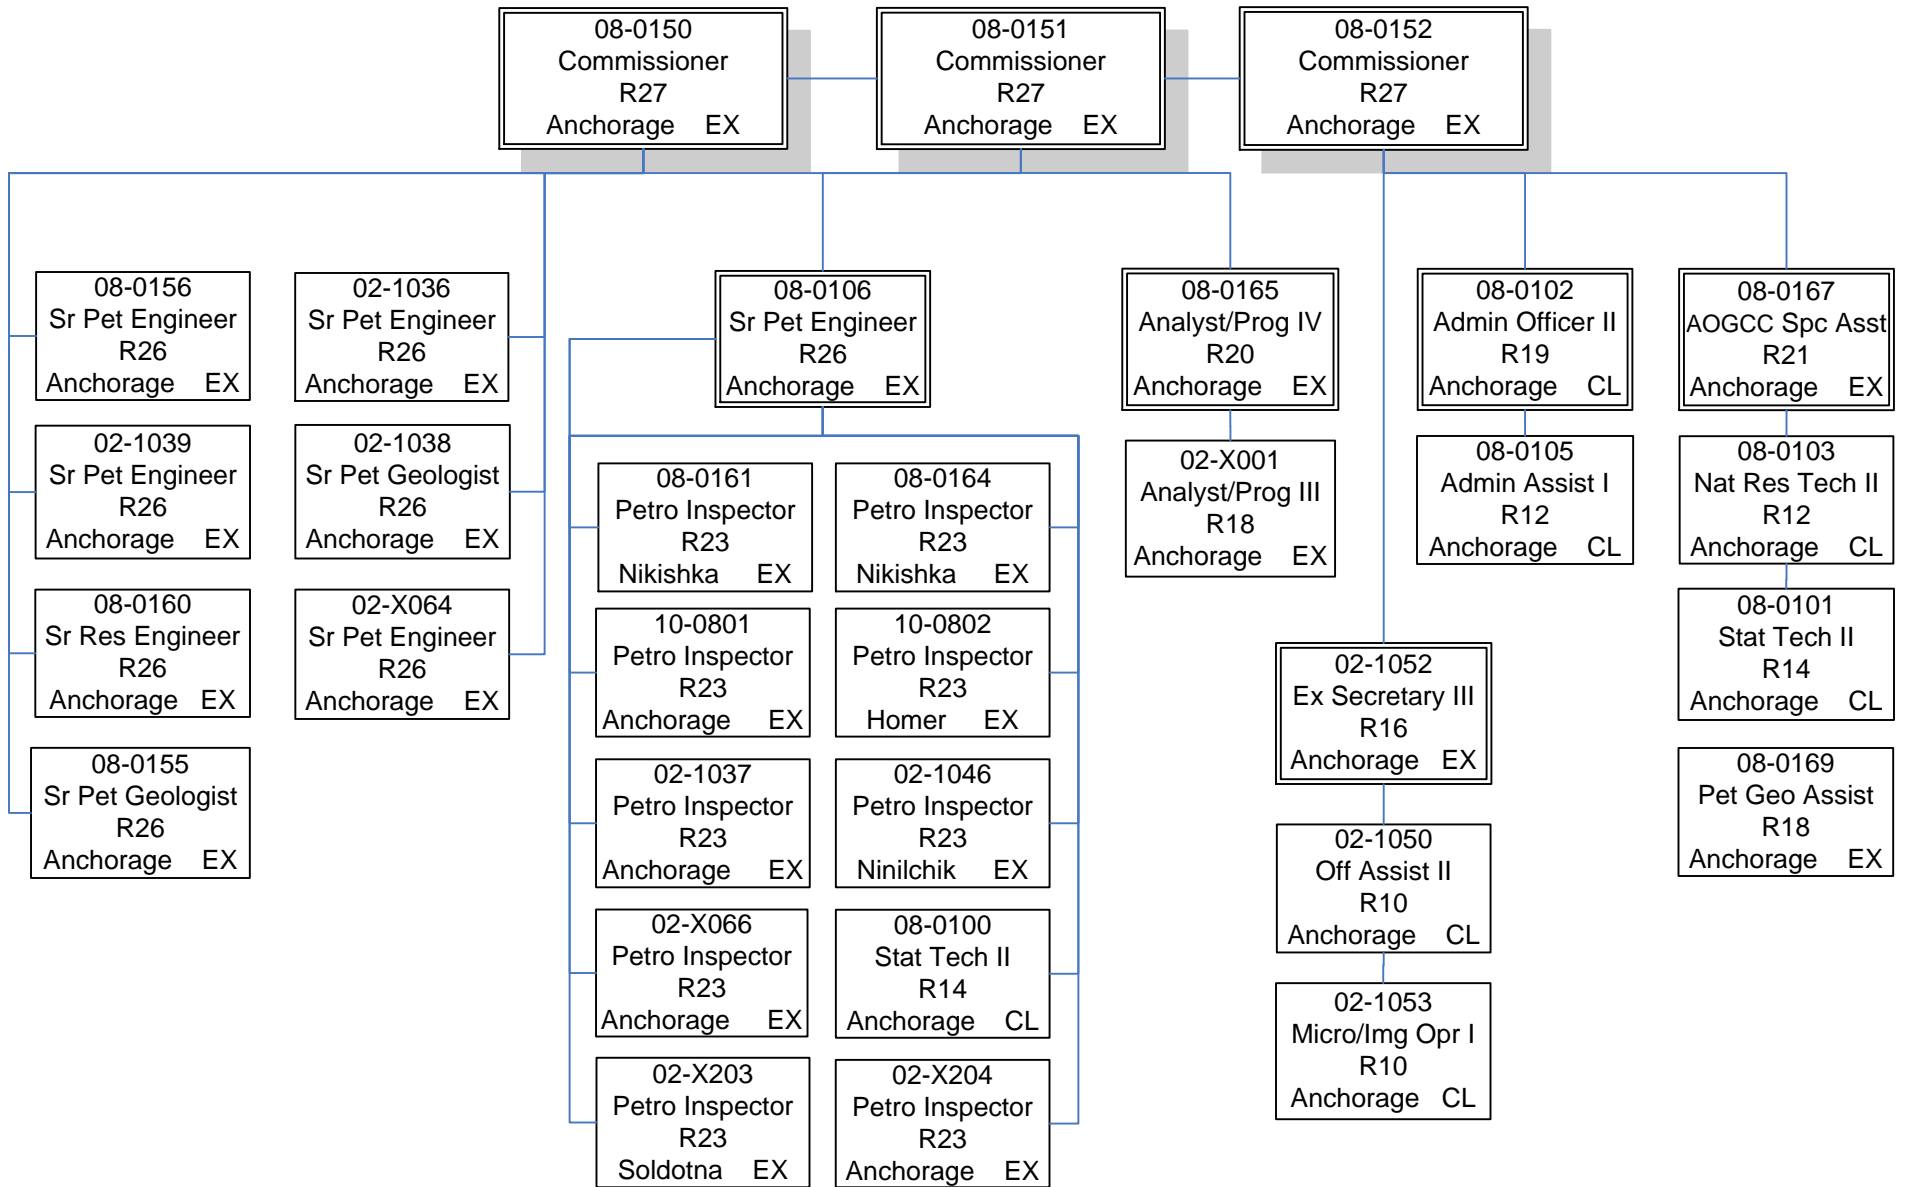 08-0150
Commissioner
R27
Anchorage EX
08-0151
Commissioner
R27
Anchorage EX
08-0152
Commissioner
R27
Anchorage EX
08-0156
Sr Pet Engineer
R26
Anchorage EX
02-1039
Sr Pet Engineer
R26
Anchorage EX
08-0160
Sr Res Engineer
R26
Anchorage EX
08-0155
Sr Pet Geologist
R26
Anchorage EX
02-1036
Sr Pet Engineer
R26
Anchorage EX
02-1038
Sr Pet Geologist
R26
Anchorage EX
02-X064
Sr Pet Engineer
R26
Anchorage EX
08-0106
Sr Pet Engineer
R26
Anchorage EX
08-0161
Petro Inspector
R23
Nikishka EX
08-0164
Petro Inspector
R23
Nikishka EX
10-0801
Petro Inspector
R23
Anchorage EX
10-0802
Petro Inspector
R23
Homer EX
02-1037
Petro Inspector
R23
Anchorage EX
02-1046
Petro Inspector
R23
Ninilchik EX
02-X066
Petro Inspector
R23
Anchorage EX
08-0100
Stat Tech II
R14
Anchorage CL
02-X203
Petro Inspector
R23
Soldotna EX
02-X204
Petro Inspector
R23
Anchorage EX
08-0165
Analyst/Prog IV
R20
Anchorage EX
02-X001
Analyst/Prog III
R18
Anchorage EX
02-1052
Ex Secretary III
R16
Anchorage EX
02-1050
Off Assist II
R10
Anchorage CL
02-1053
Micro/Img Opr I
R10
Anchorage CL
08-0102
Admin Officer II
R19
Anchorage CL
08-0105
Admin Assist I
R12
Anchorage CL
08-0167
AOGCC Spc Asst
R21
Anchorage EX
08-0103
Nat Res Tech II
R12
Anchorage CL
08-0101
Stat Tech II
R14
Anchorage CL
08-0169
Pet Geo Assist
R18
Anchorage EX